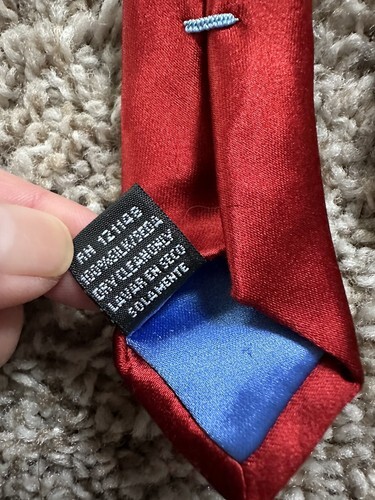 RN 121148
100%SILK/SEDA
DRY CLEAN ONLY
LAVAR EN SECO
SOLAMENTE